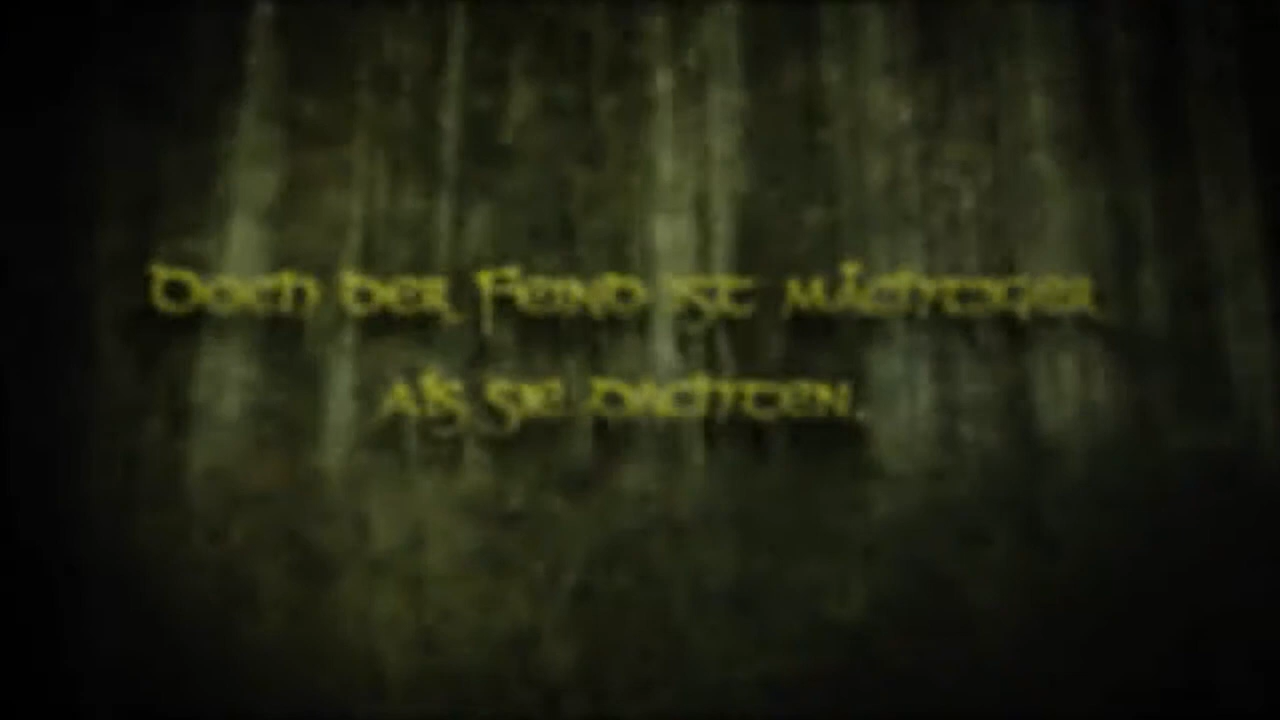 Doch der Feind ist mächtiger
als sie dachten.